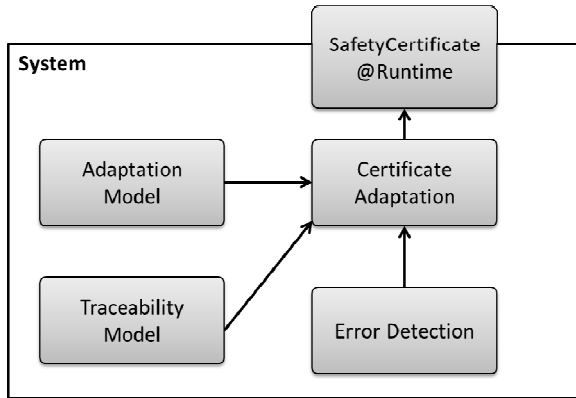 SafetyCertificate
@Runtime
System
Adaptation
Model
Certificate
Adaptation
Traceability
Model
Error Detection